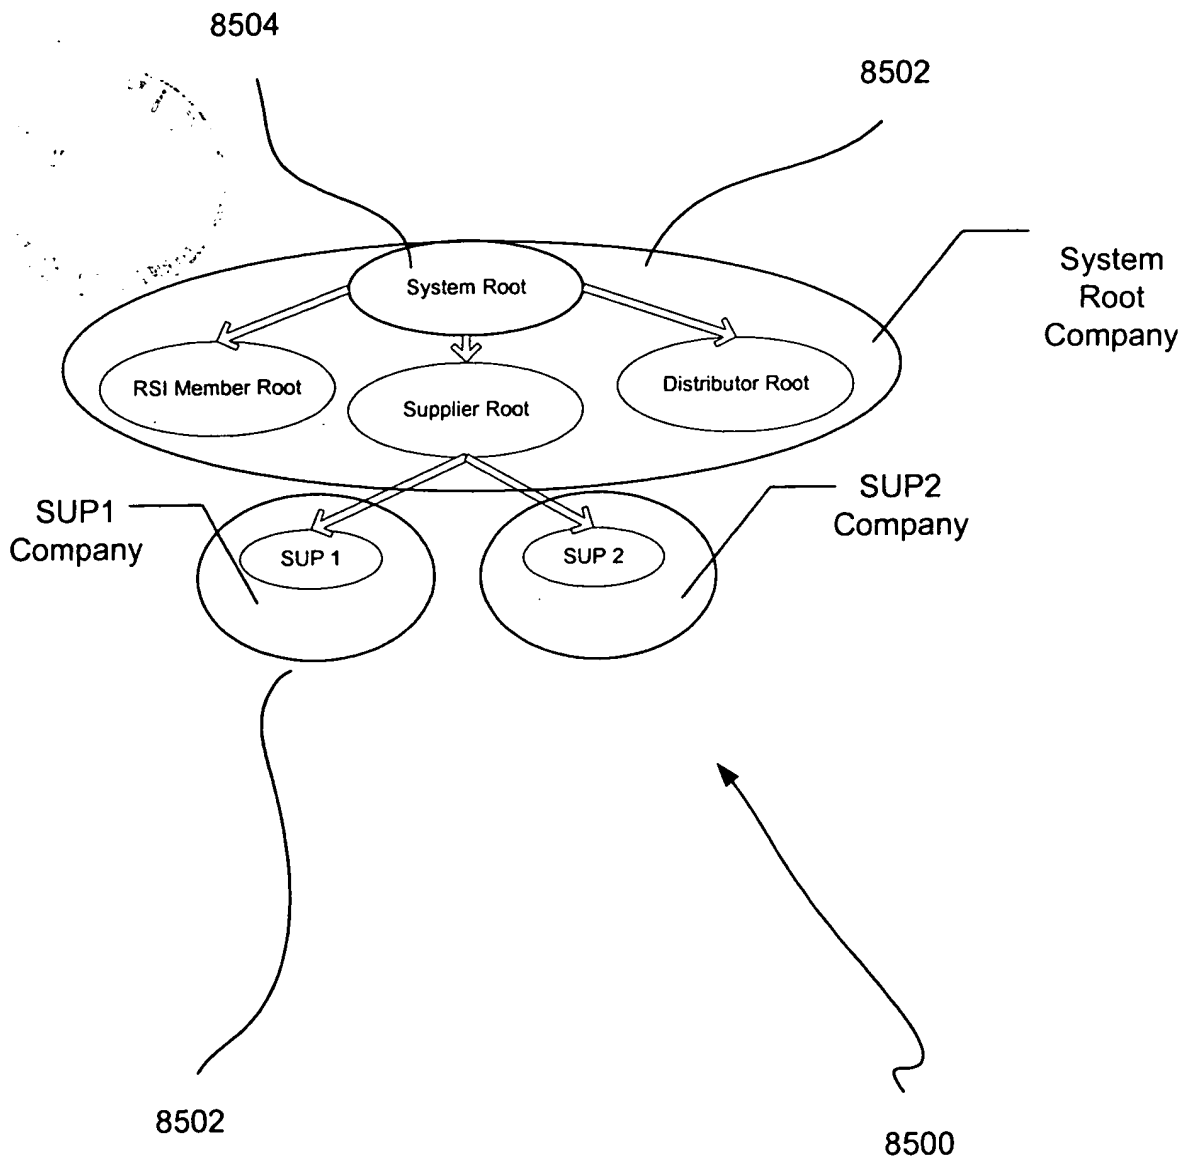 8504
8502
System Root
System
Root
Company
RSI Member Root
Supplier Root
Distributor Root
SUP1
Company
SUP2
Company
SUP 1
SUP 2
8502
8500